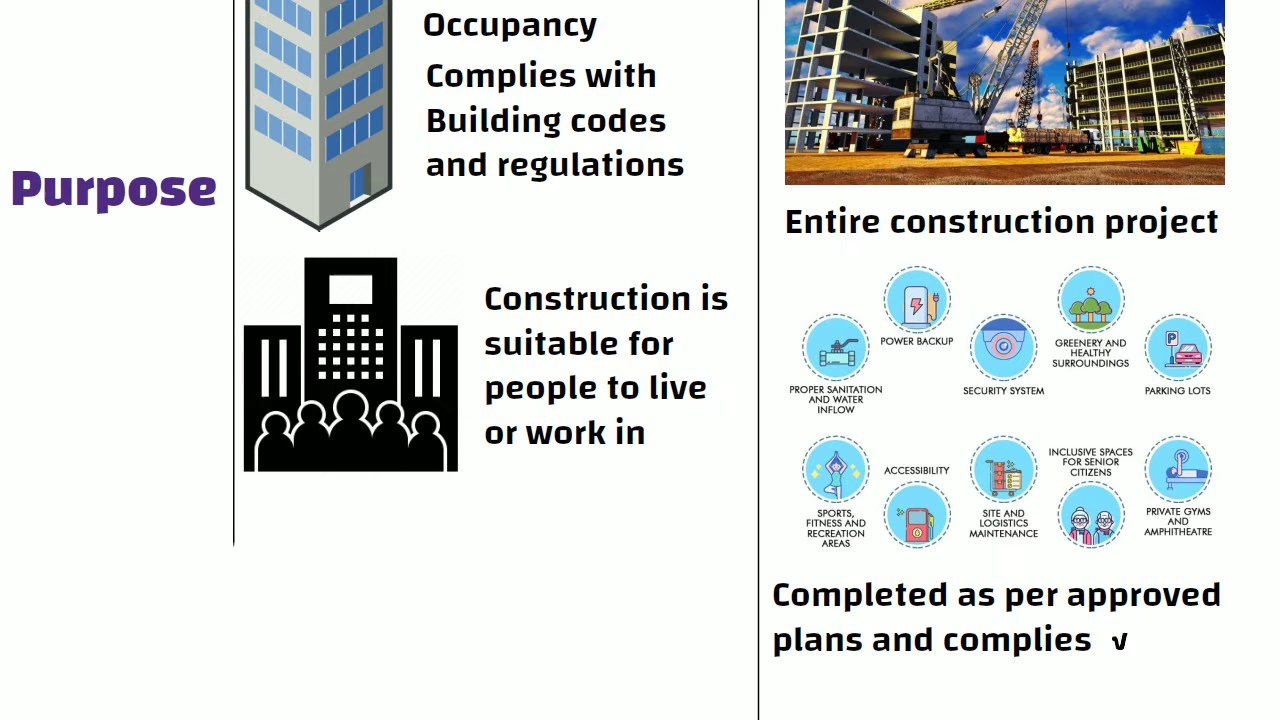 Purpose
Occupancy
Complies with
Building codes
and regulations
Construction is
suitable for
people to live
or work in
Entire construction project
POWER BACKUP
GREENERY AND
HEALTHY
SURROUNDINGS
PROPER SANITATION
AND WATER
INFLOW
SECURITY SYSTEM
PARKING LOTS
P
SPORTS,
FITNESS AND
RECREATION
AREAS
ACCESSIBILITY
SITE AND
LOGISTICS
MAINTENANCE
INCLUSIVE SPACES
FOR SENIOR
CITIZENS
PRIVATE GYMS
AND
AMPHITHEATRE
Completed as per approved
plans and complies